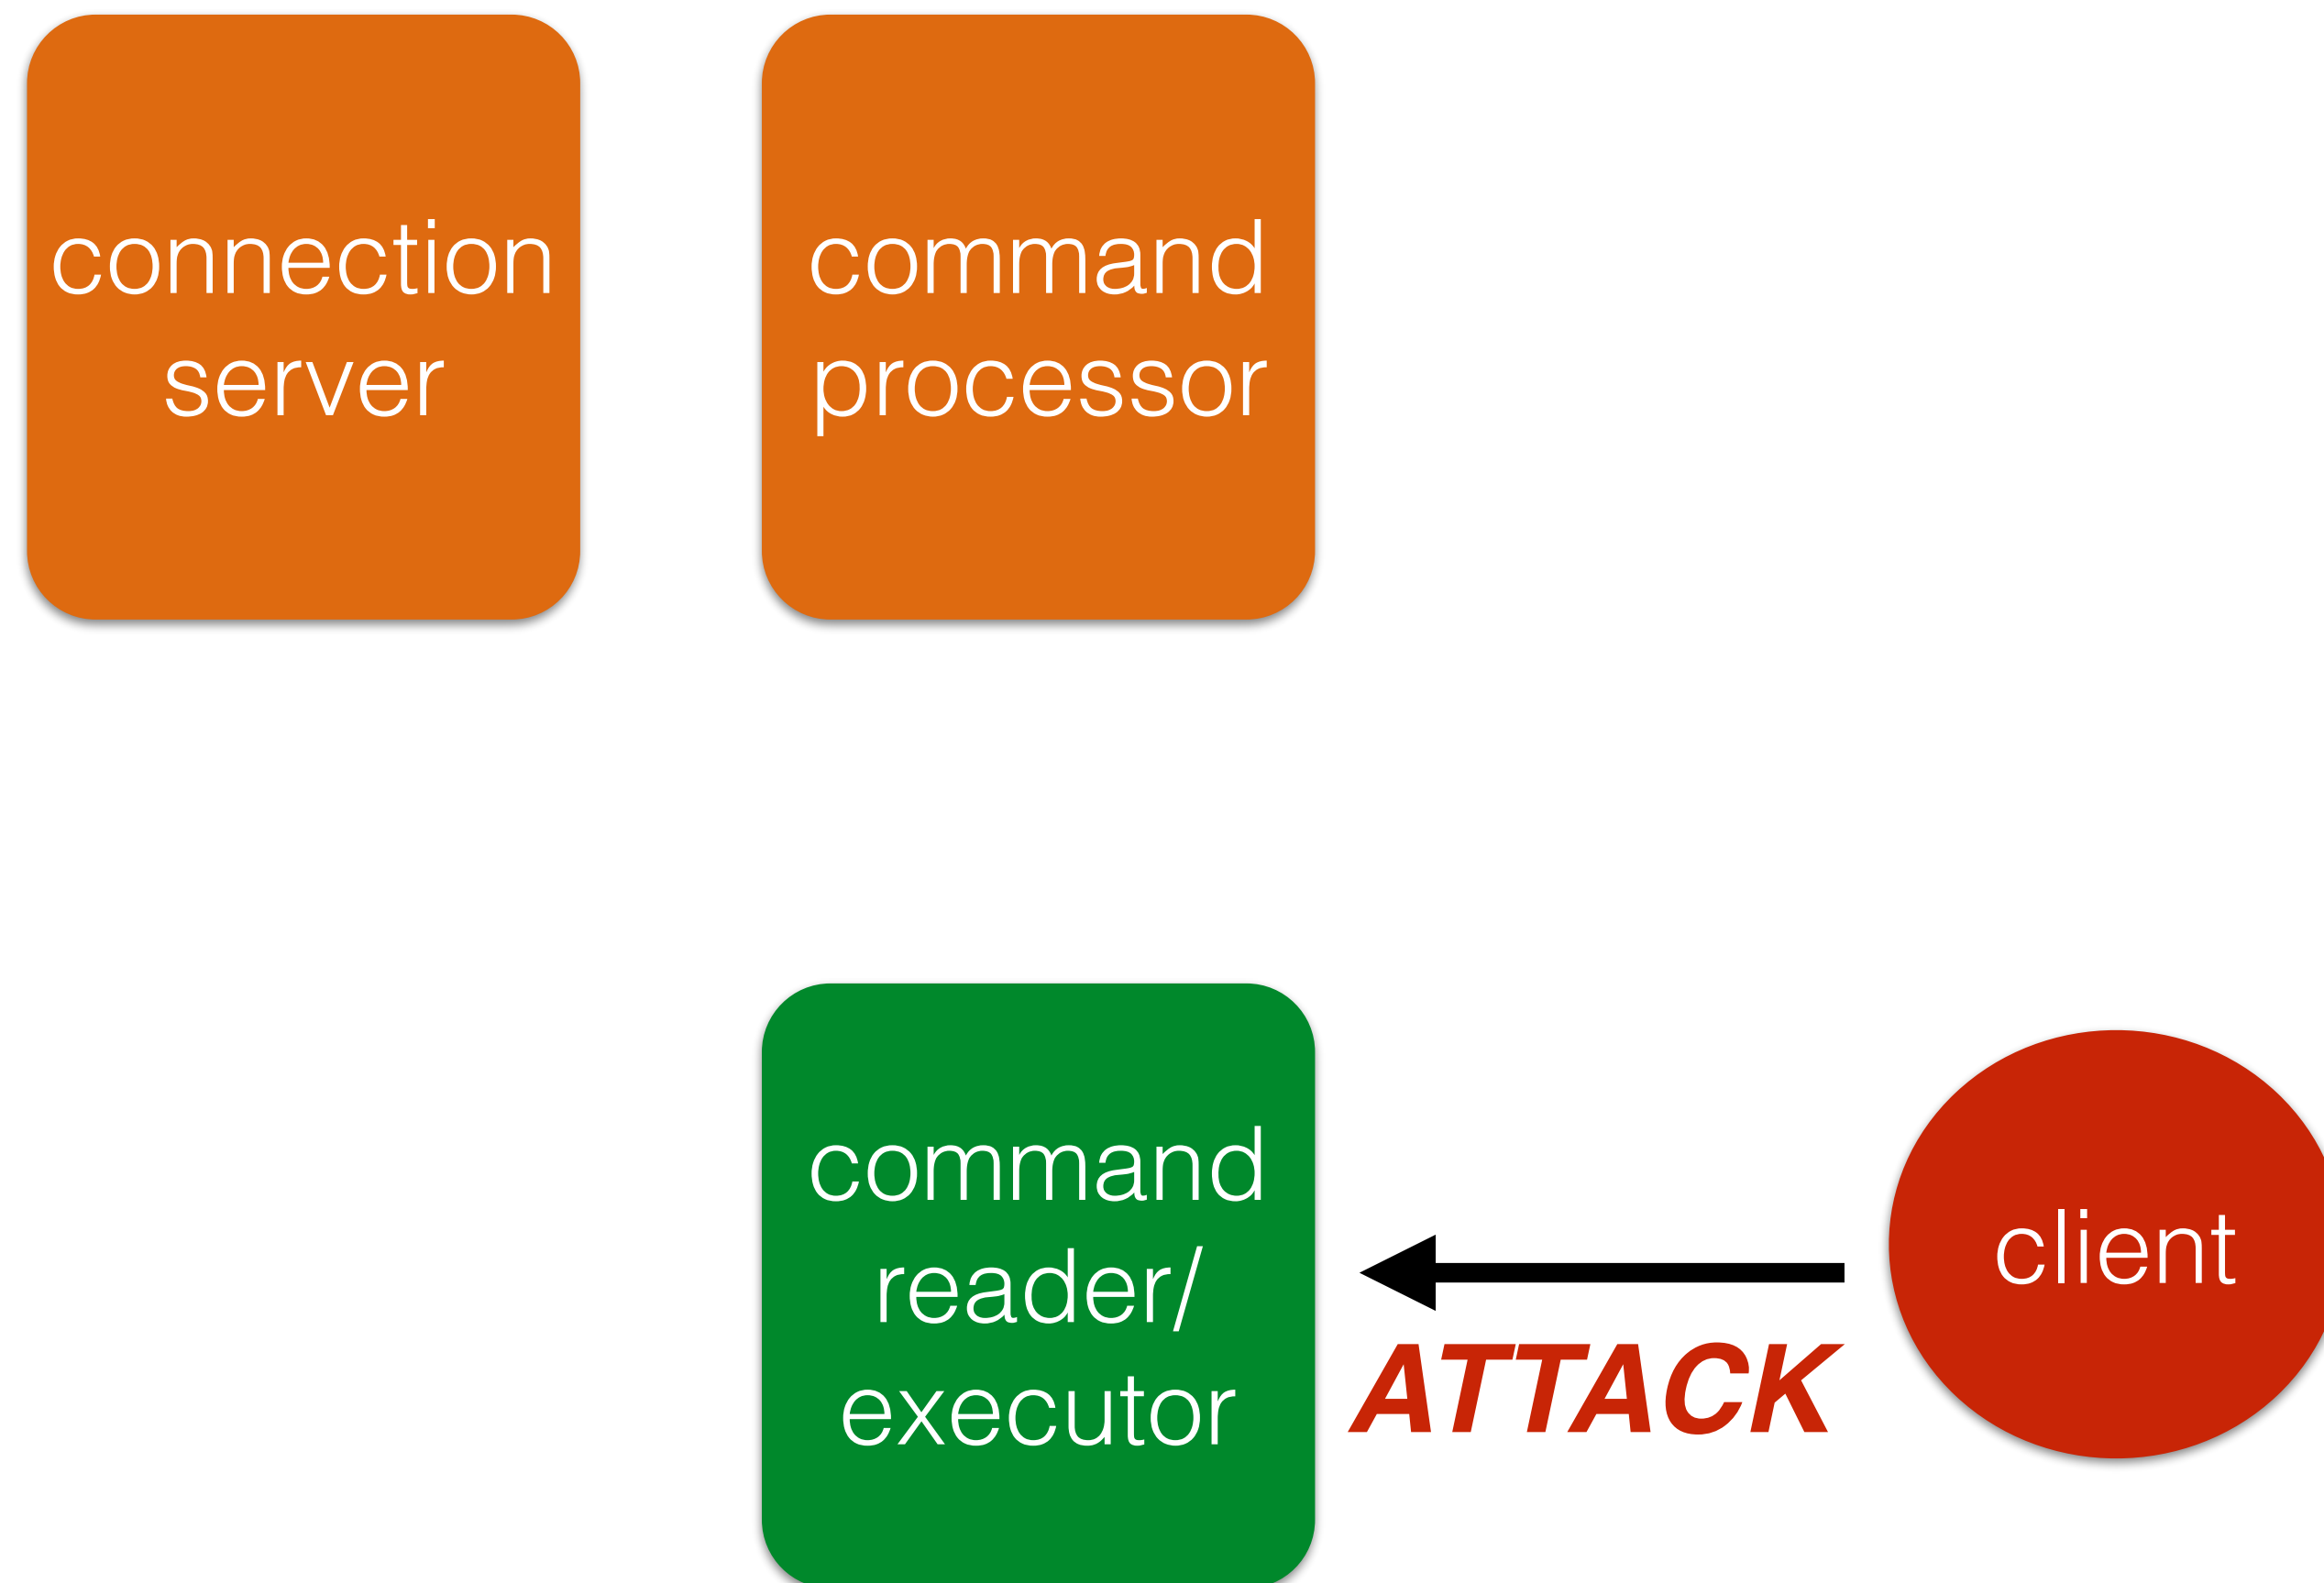 connection
server
command
processor
command
reader/
executor
ATTACK
client